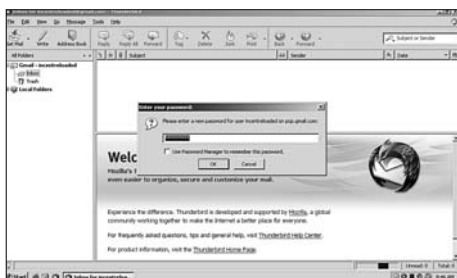 File Edit View Go Message Tools Help
Get Mail Write Address Book Reply Reply All Forward Tag Delete Junk Print Back Forward
Subject or Sender
All Folders Subject Sender Date
Gmail - incentreloaded
Inbox
Trash
Local Folders
Enter your password:
Please enter a new password for user incentreloaded on pop.gmail.com:
Use Password Manager to remember this password.
OK Cancel
Welc
Mozilla's T
even easier to organize, secure and customize your mail.
Experience the difference. Thunderbird is developed and supported by Mozilla, a global
community working together to make the Internet a better place for everyone.
For frequently asked questions, tips and general help, visit Thunderbird Help Center.
For product information, visit the Thunderbird Home Page.
Unread: 0 Total: 0
Start